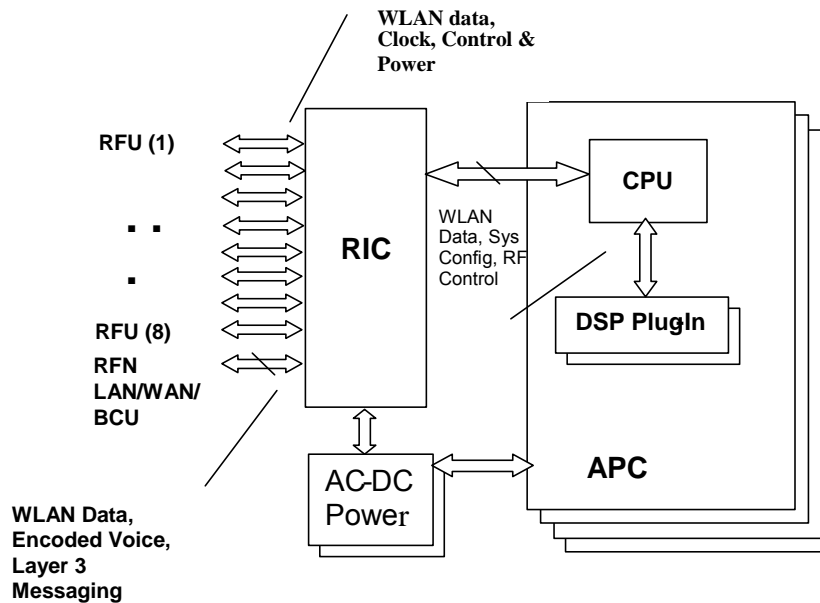 WLAN data,
Clock, Control &
Power
RFU (1)
. .
.
RFU (8)
RFN
LAN/WAN/
BCU
RIC
WLAN
Data, Sys
Config, RF
Control
CPU
DSP PlugIn
APC
AC-DC
Power
WLAN Data,
Encoded Voice,
Layer 3
Messaging